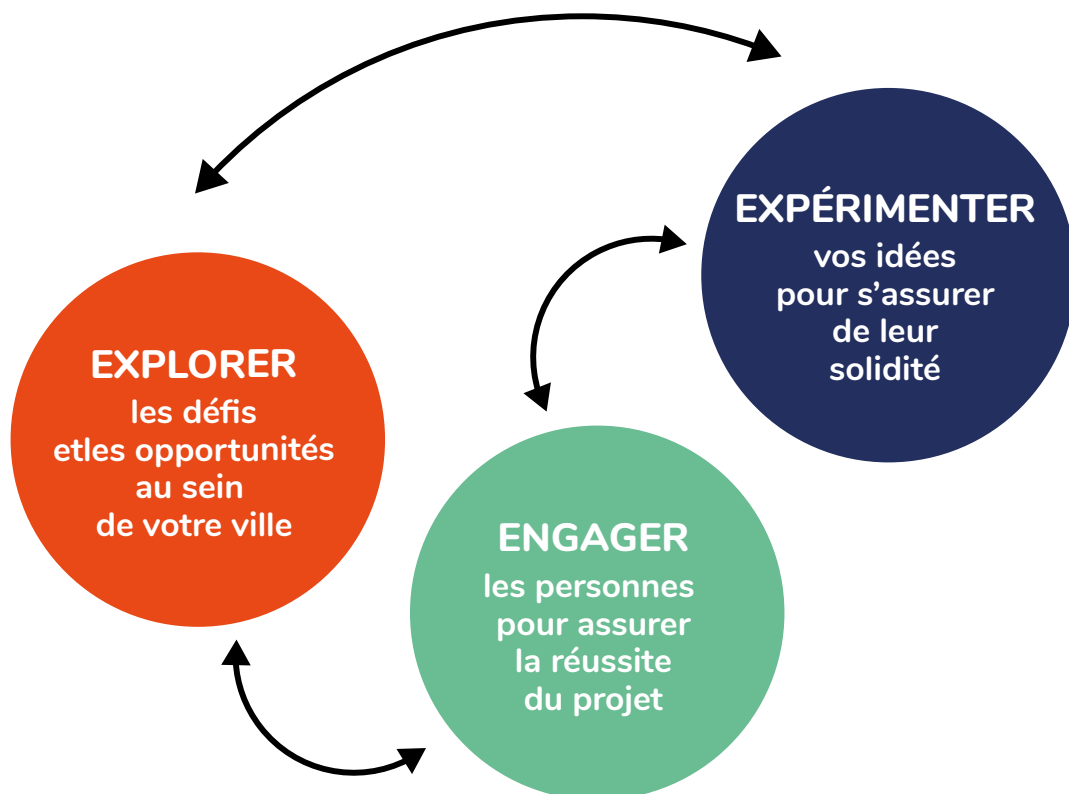 EXPLORER
les défis
etles opportunités
au sein
de votre ville
ENGAGER
les personnes
pour assurer
la réussite
du projet
EXPÉRIMENTER
vos idées
pour s’assurer
de leur
solidité